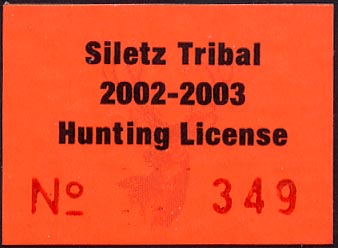 Siletz Tribal
2002-2003
Hunting License
Nº 349